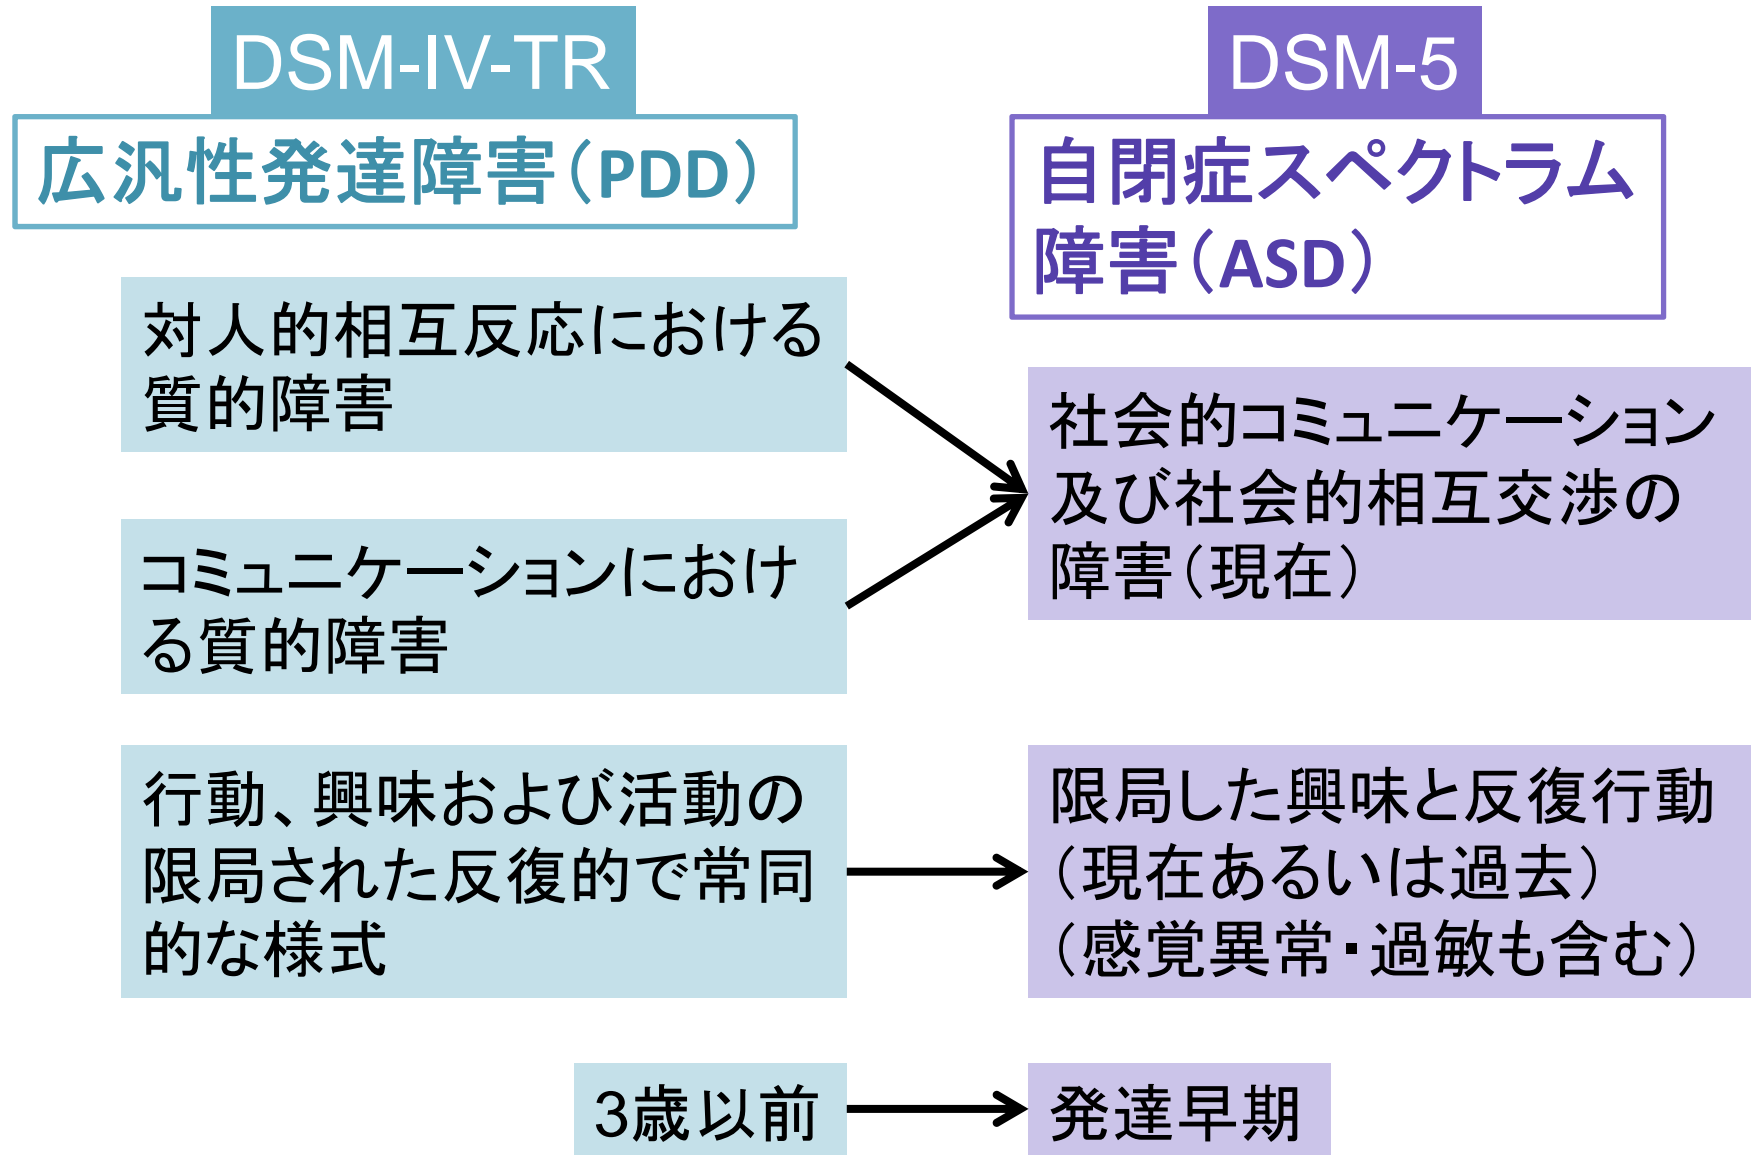 DSM-IV-TR
広汎性発達障害（PDD）
対人的相互反応における
質的障害
コミュニケーションにおけ
る質的障害
行動、興味および活動の
限局された反復的で常同
的な様式
3歳以前
DSM-5
自閉症スペクトラム
障害（ASD）
社会的コミュニケーション
及び社会的相互交渉の
障害（現在）
限局した興味と反復行動
（現在あるいは過去）
（感覚異常・過敏も含む）
発達早期